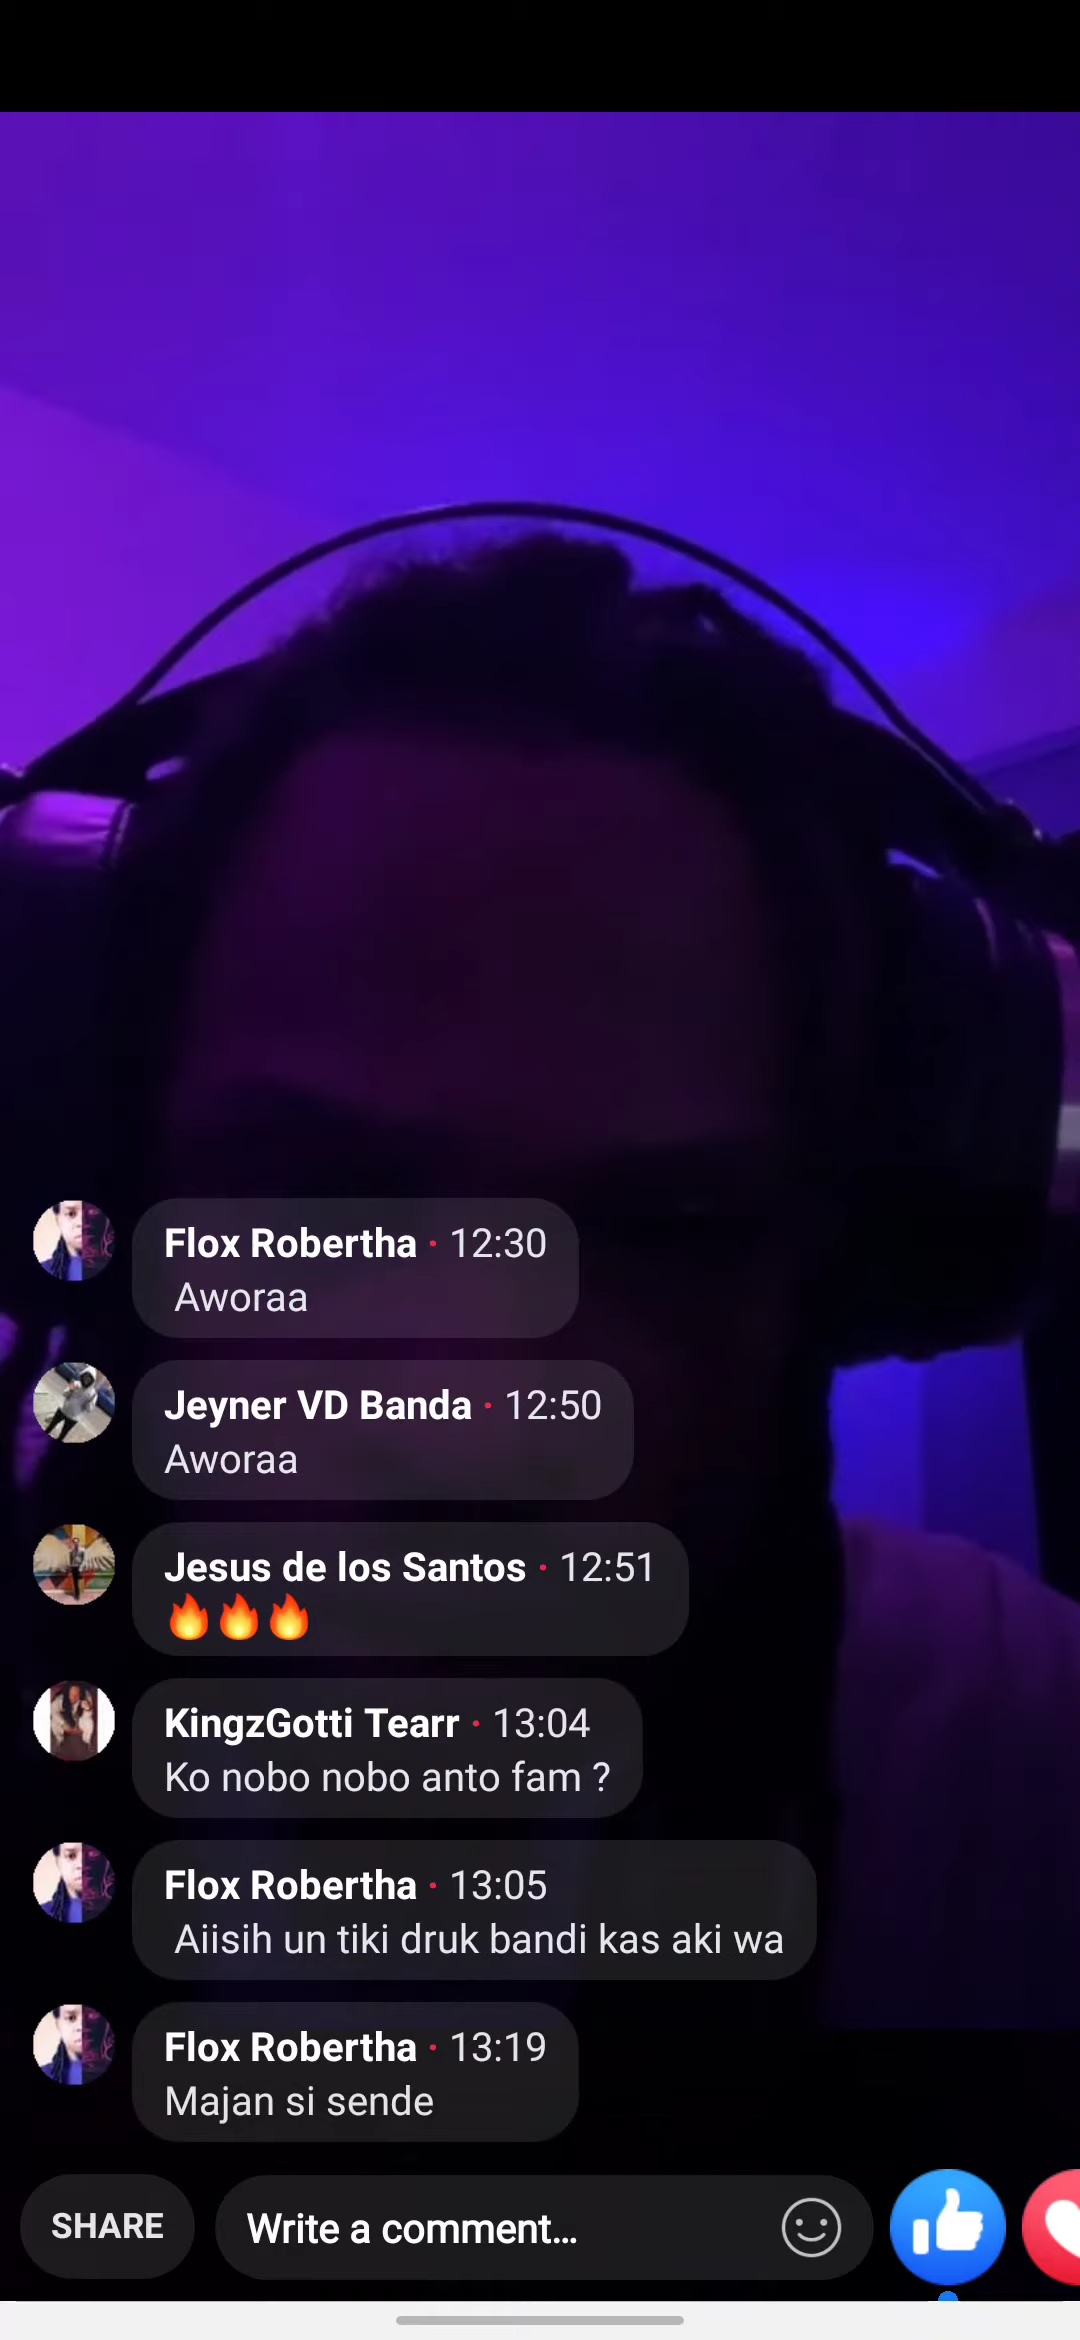 Flox Robertha · 12:30
Aworaa
Jeyner VD Banda · 12:50
Aworaa
Jesus de los Santos · 12:51
🔥🔥🔥
KingzGotti Tearr · 13:04
Ko nobo nobo anto fam ?
Flox Robertha · 13:05
Aiisih un tiki druk bandi kas aki wa
Flox Robertha · 13:19
Majan si sende
SHARE
Write a comment...